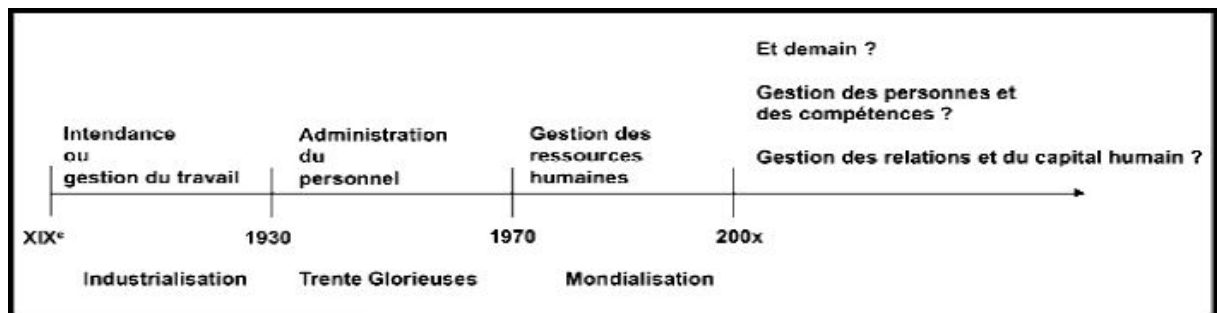 Et demain ?
Gestion des personnes et
des compétences ?
Gestion des relations et du capital humain ?
Intendance
ou
gestion du travail
Administration
du
personnel
Gestion des
ressources
humaines
XIXᵉ
1930
1970
200x
Industrialisation
Trente Glorieuses
Mondialisation